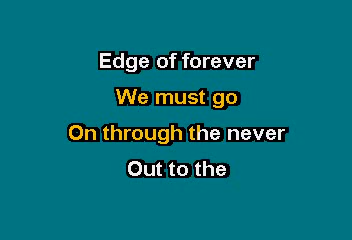 Edge of forever
We must go
On through the never
Out to the